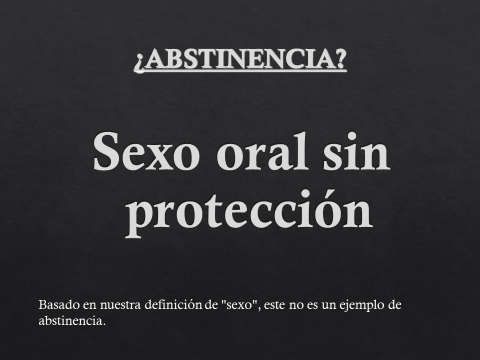 ¿ABSTINENCIA?
Sexo oral sin
protección
Basado en nuestra definición de "sexo", este no es un ejemplo de
abstinencia.